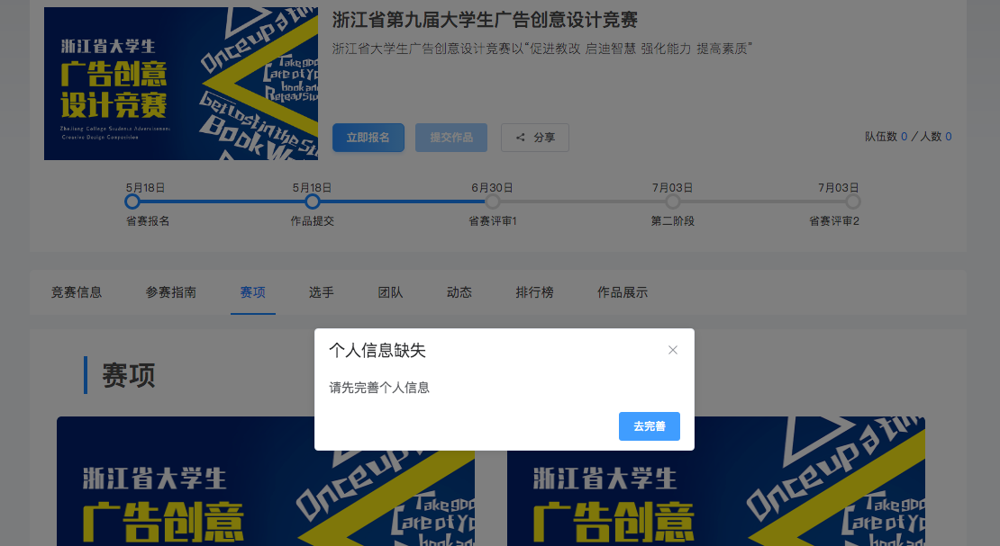 浙江省大学生
广告创意
设计竞赛
ZheJiang College Students Advertisement
Creative Design Competition
Once upa tim
Take goo
care of Yo
book and
betlost in the St
Book W
浙江省第九届大学生广告创意设计竞赛
浙江省大学生广告创意设计竞赛以“促进教改 启迪智慧 强化能力 提高素质”
立即报名
提交作品
分享
队伍数 0 / 人数 0
5月18日
5月18日
6月30日
7月03日
7月03日
省赛报名
作品提交
省赛评审1
第二阶段
省赛评审2
竞赛信息
参赛指南
赛项
选手
团队
动态
排行榜
作品展示
个人信息缺失
请先完善个人信息
去完善
赛项
浙江省大学生
广告创意
Once upa
Take goo
care of Yo
浙江省大学生
广告创意
Once upa tim
Take goo
care of Yo